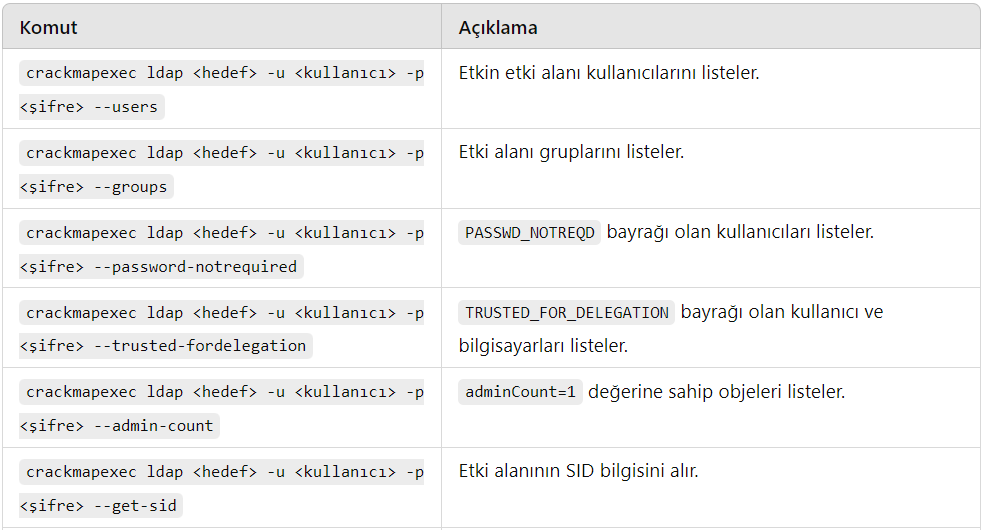 Komut Açıklama
crackmapexec ldap <hedef> -u <kullanıcı> -p Etkin etki alanı kullanıcılarını listeler.
<şifre> --users
crackmapexec ldap <hedef> -u <kullanıcı> -p Etki alanı gruplarını listeler.
<şifre> --groups
crackmapexec ldap <hedef> -u <kullanıcı> -p PASSWD_NOTREQD bayrağı olan kullanıcıları listeler.
<şifre> --password-notrequired
crackmapexec ldap <hedef> -u <kullanıcı> -p TRUSTED_FOR_DELEGATION bayrağı olan kullanıcı ve
<şifre> --trusted-fordelegation bilgisayarları listeler.
crackmapexec ldap <hedef> -u <kullanıcı> -p adminCount=1 değerine sahip objeleri listeler.
<şifre> --admin-count
crackmapexec ldap <hedef> -u <kullanıcı> -p Etki alanının SID bilgisini alır.
<şifre> --get-sid